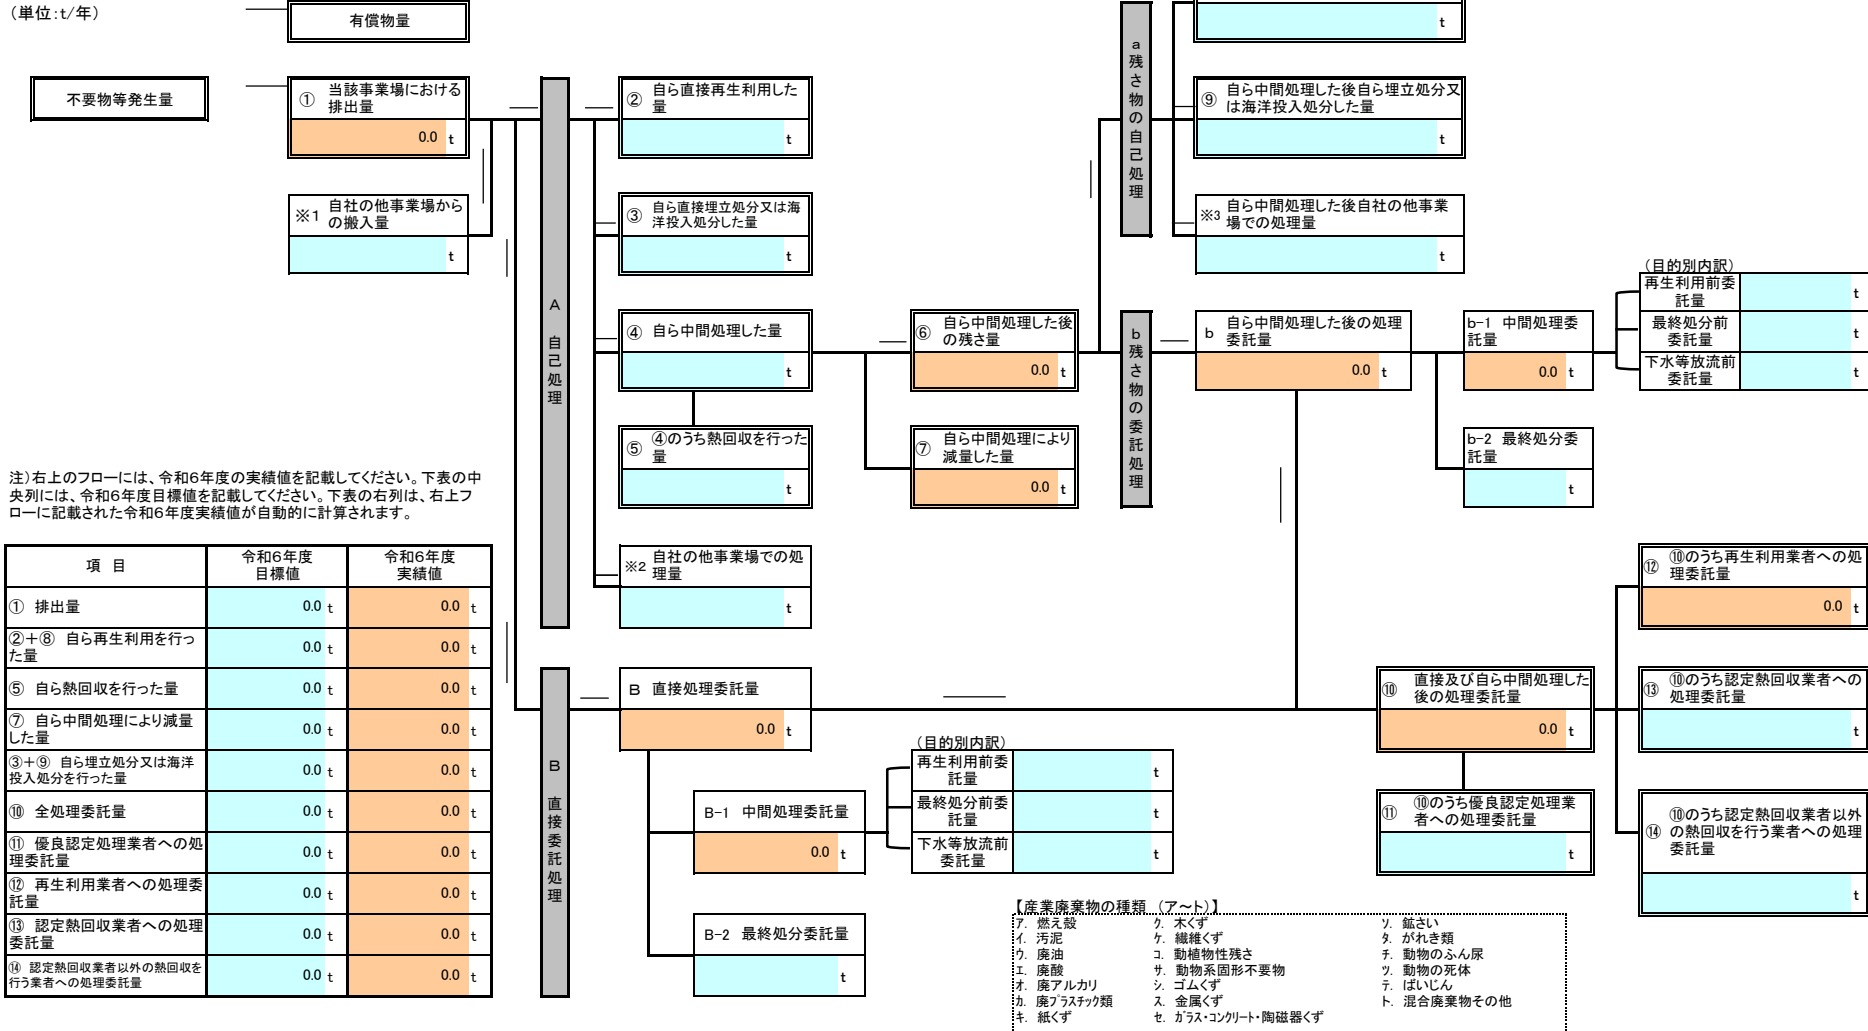 （単位：t/年）
有償物量
t
不要物等発生量
① 当該事業場における
排出量
0.0 t
※1 自社の他事業場から
の搬入量
t
A 自己処理
② 自ら直接再生利用した
量
t
③ 自ら直接埋立処分又は海
洋投入処分した量
t
④ 自ら中間処理した量
t
⑤ ④のうち熱回収を行った
量
t
※2 自社の他事業場での処
理量
t
⑥ 自ら中間処理した後
の残さ量
0.0 t
⑦ 自ら中間処理により
減量した量
0.0 t
a 残さ物の自己処理
⑨ 自ら中間処理した後自ら埋立処分又
は海洋投入処分した量
t
※3 自ら中間処理した後自社の他事業
場での処理量
t
b 残さ物の委託処理
b 自ら中間処理した後の処理
委託量
0.0 t
b-1 中間処理委
託量
0.0 t
b-2 最終処分委
託量
t
（目的別内訳）
再生利用前委
託量
t
最終処分前
委託量
t
下水等放流前
委託量
t
注）右上のフローには、令和6年度の実績値を記載してください。下表の中
央列には、令和6年度目標値を記載してください。下表の右列は、右上フ
ローに記載された令和6年度実績値が自動的に計算されます。
項 目 令和6年度
目標値 令和6年度
実績値
① 排出量 0.0 t 0.0 t
②＋⑧ 自ら再生利用を行っ
た量 0.0 t 0.0 t
⑤ 自ら熱回収を行った量 0.0 t 0.0 t
⑦ 自ら中間処理により減量
した量 0.0 t 0.0 t
③＋⑨ 自ら埋立処分又は海洋
投入処分を行った量 0.0 t 0.0 t
⑩ 全処理委託量 0.0 t 0.0 t
⑪ 優良認定処理業者への処
理委託量 0.0 t 0.0 t
⑫ 再生利用業者への処理委
託量 0.0 t 0.0 t
⑬ 認定熱回収業者への処理
委託量 0.0 t 0.0 t
⑭ 認定熱回収業者以外の熱回収を
行う業者への処理委託量 0.0 t 0.0 t
B 直接委託処理
B 直接処理委託量
0.0 t
B-1 中間処理委託量
0.0 t
B-2 最終処分委託量
t
（目的別内訳）
再生利用前委
託量
t
最終処分前委
託量
t
下水等放流前
委託量
t
⑩ 直接及び自ら中間処理した
後の処理委託量
0.0 t
⑪ ⑩のうち優良認定処理業
者への処理委託量
t
⑫ ⑩のうち再生利用業者への処
理委託量
0.0 t
⑬ ⑩のうち認定熱回収業者への
処理委託量
t
⑭ ⑩のうち認定熱回収業者以外
の熱回収を行う業者への処理
委託量
t
【産業廃棄物の種類 （ア～ト）】
ア. 燃え殻 ク. 木くず ソ. 鉱さい
イ. 汚泥 ケ. 繊維くず タ. がれき類
ウ. 廃油 コ. 動植物性残さ チ. 動物のふん尿
エ. 廃酸 サ. 動物系固形不要物 ツ. 動物の死体
オ. 廃アルカリ シ. ゴムくず テ. ばいじん
カ. 廃プラスチック類 ス. 金属くず ト. 混合廃棄物その他
キ. 紙くず セ. ガラス・コンクリート・陶磁器くず